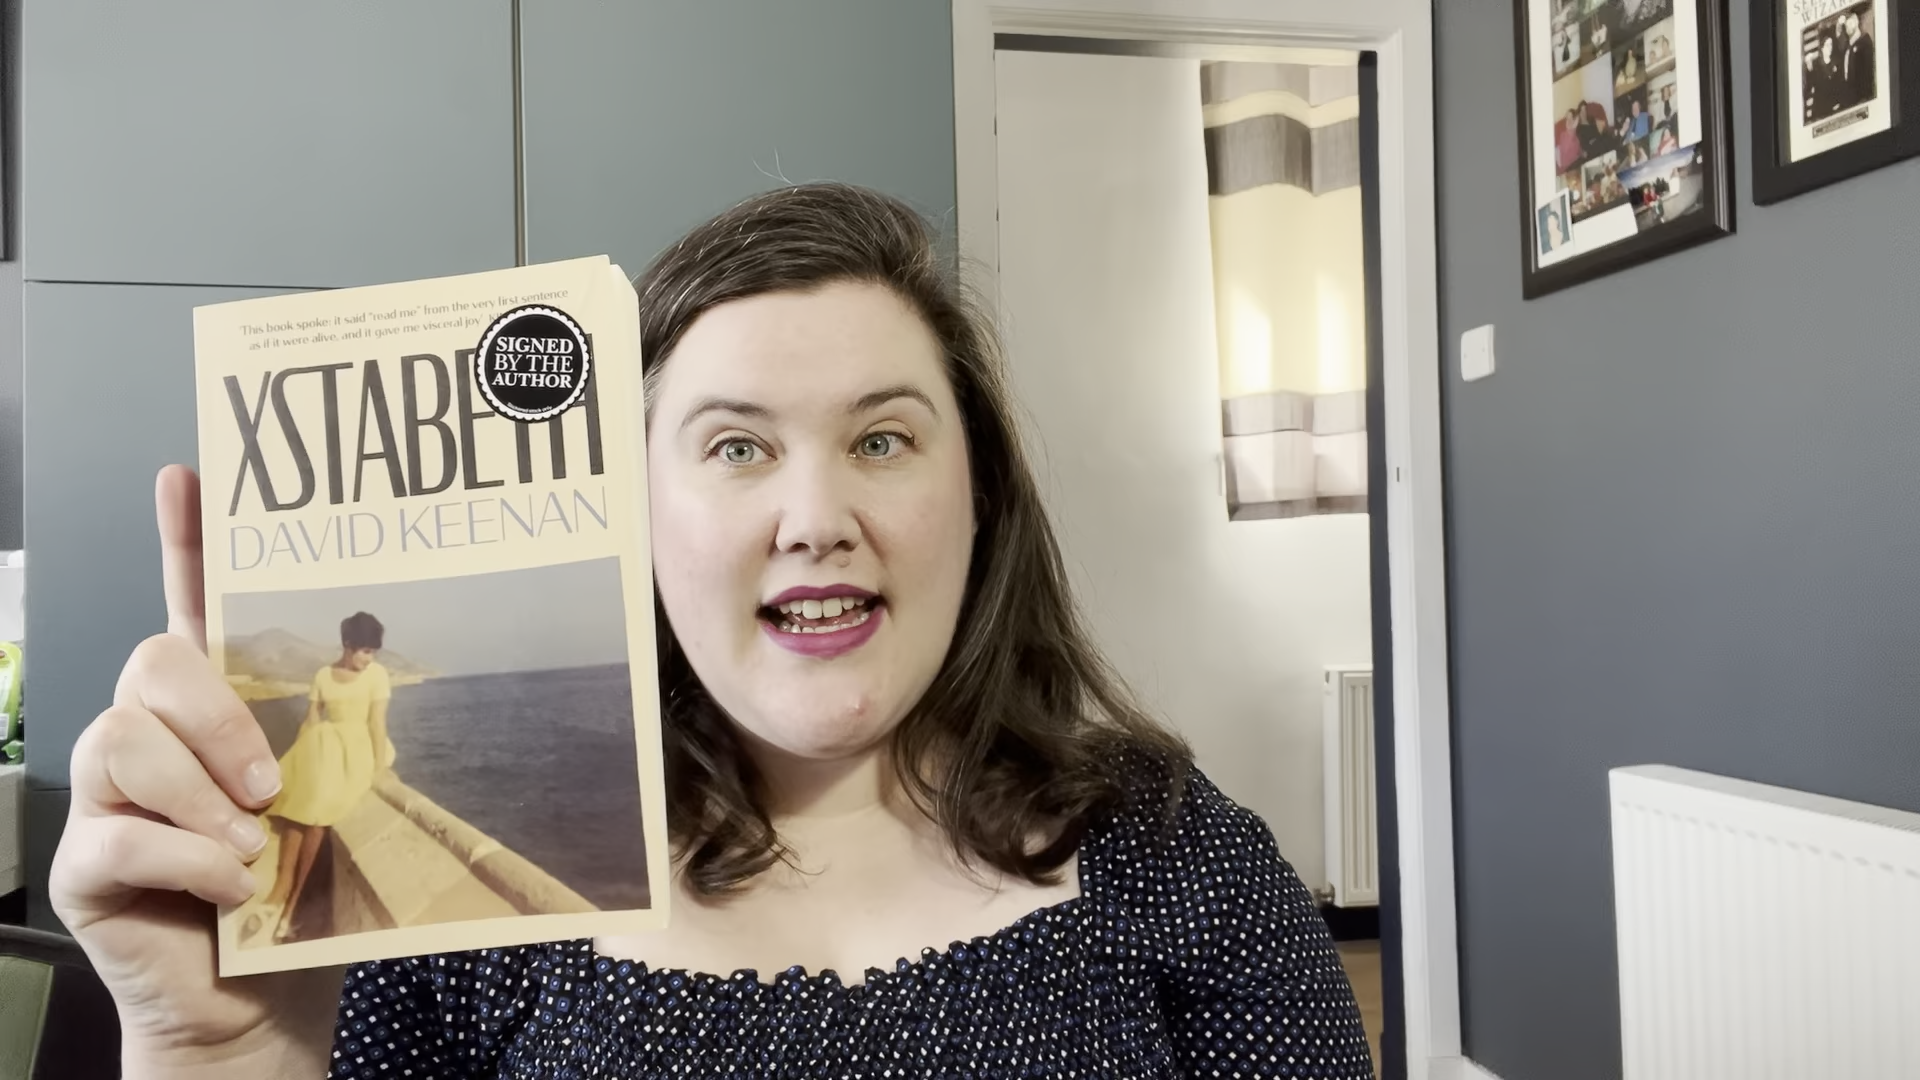 'This book spoke: it said "read me" from the very first sentence
as if it were alive, and it gave me visceral joy'
SIGNED
BY THE
AUTHOR
XSTABETH
DAVID KEENAN